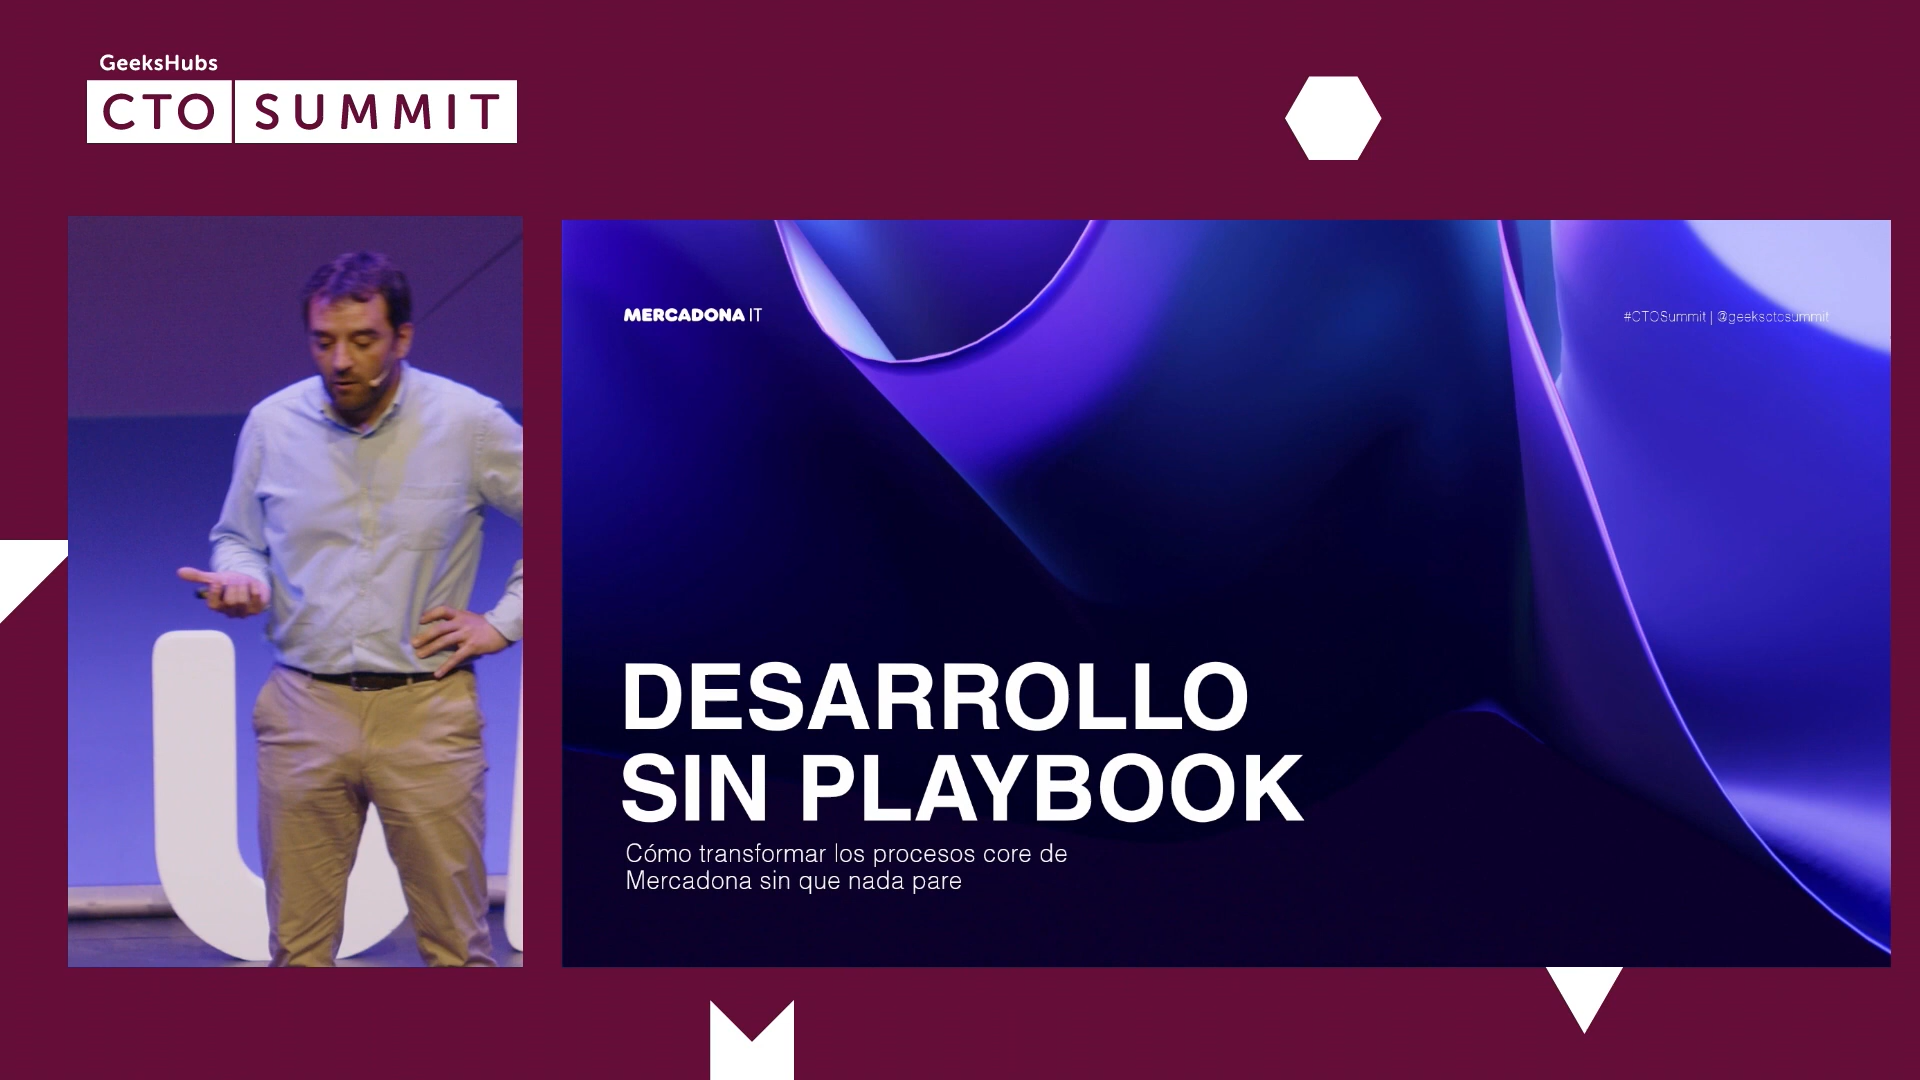 GeeksHubs
CTO SUMMIT
MERCADONA IT
#CTOSummit | @geeksctosummit
DESARROLLO
SIN PLAYBOOK
Cómo transformar los procesos core de
Mercadona sin que nada pare